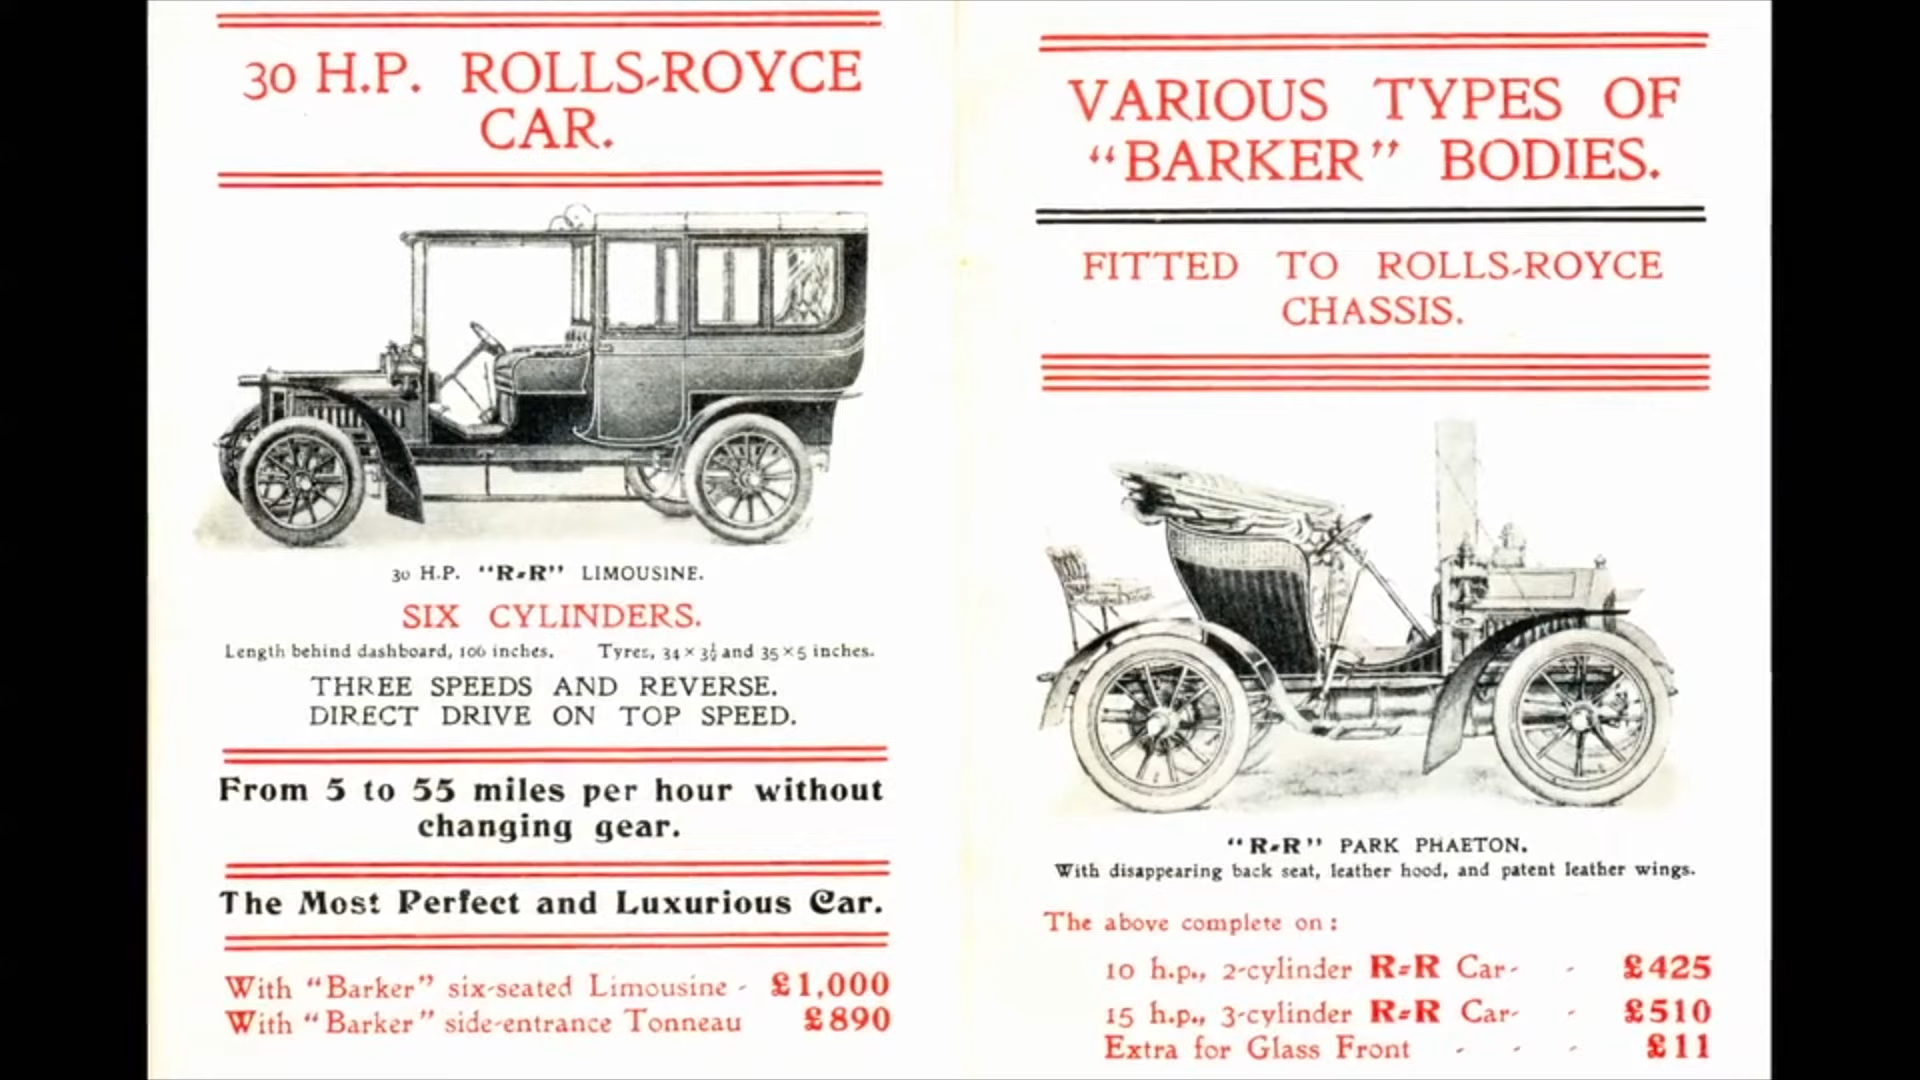 30 H.P. ROLLS-ROYCE
CAR.
30 H.P. "R-R" LIMOUSINE.
SIX CYLINDERS.
Length behind dashboard, 106 inches. Tyres, 34 × 3½ and 35 × 5 inches.
THREE SPEEDS AND REVERSE.
DIRECT DRIVE ON TOP SPEED.
From 5 to 55 miles per hour without
changing gear.
The Most Perfect and Luxurious Car.
With "Barker" six-seated Limousine - £1,000
With "Barker" side-entrance Tonneau £890
VARIOUS TYPES OF
"BARKER" BODIES.
FITTED TO ROLLS-ROYCE
CHASSIS.
"R-R" PARK PHAETON.
With disappearing back seat, leather hood, and patent leather wings.
The above complete on:
10 h.p., 2-cylinder R-R Car- - £425
15 h.p., 3-cylinder R-R Car- - £510
Extra for Glass Front - - - £11